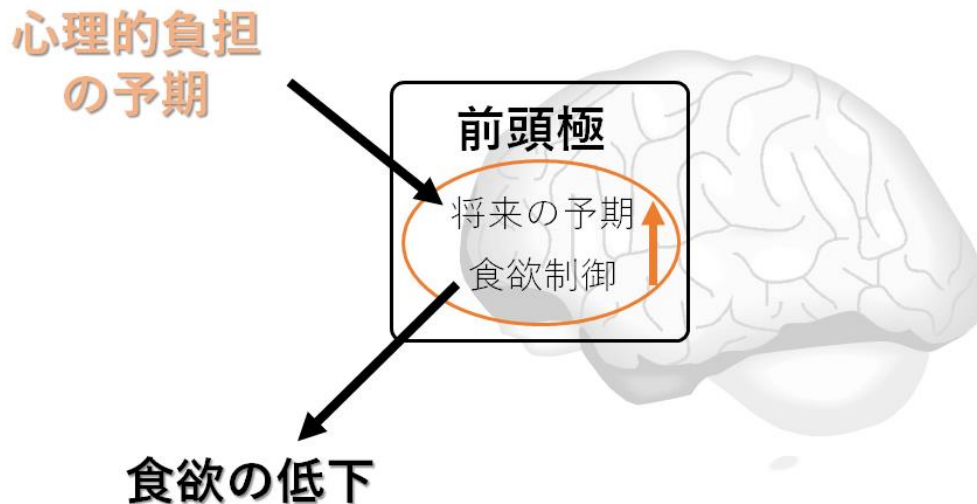 心理的負担
の予期
前頭極
将来の予期
食欲制御
食欲の低下